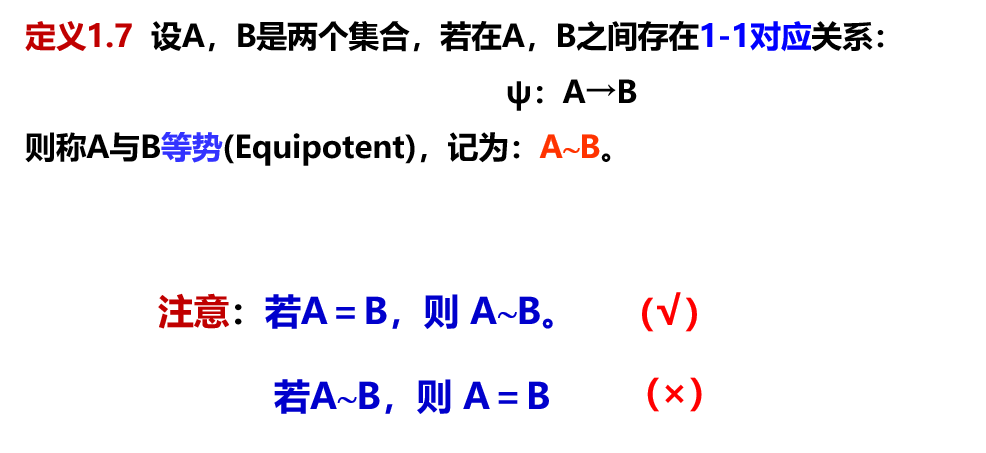 定义1.7 设A，B是两个集合，若在A，B之间存在1-1对应关系：
ψ：A→B
则称A与B等势(Equipotent)，记为：A~B。
注意：若A＝B，则 A~B。 （√）
若A~B，则 A＝B （×）